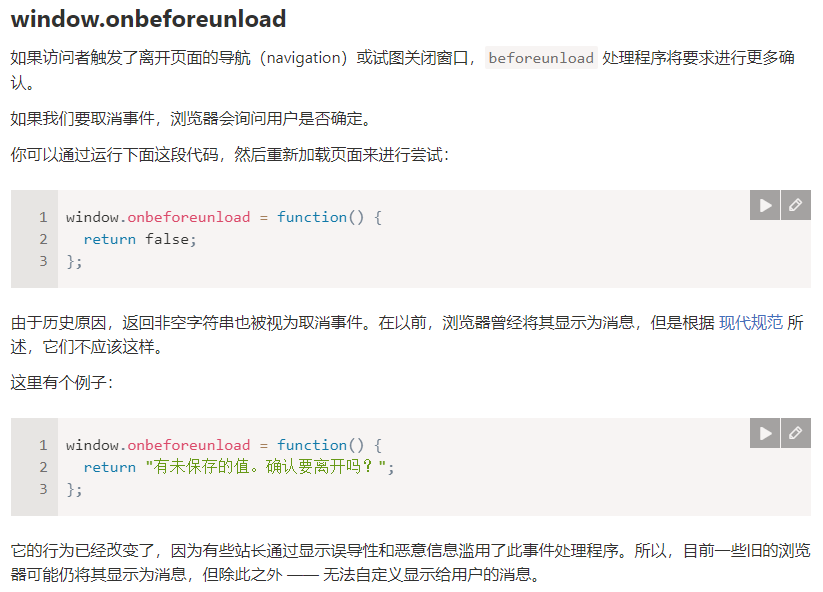 window.onbeforeunload
如果访问者触发了离开页面的导航（navigation）或试图关闭窗口，beforeunload 处理程序将要求进行更多确
认。
如果我们要取消事件，浏览器会询问用户是否确定。
你可以通过运行下面这段代码，然后重新加载页面来进行尝试：
1 window.onbeforeunload = function() {
2   return false;
3 };
由于历史原因，返回非空字符串也被视为取消事件。在以前，浏览器曾经将其显示为消息，但是根据 现代规范 所
述，它们不应该这样。
这里有个例子：
1 window.onbeforeunload = function() {
2   return "有未保存的值。确认要离开吗？";
3 };
它的行为已经改变了，因为有些站长通过显示误导性和恶意信息滥用了此事件处理程序。所以，目前一些旧的浏览
器可能仍将其显示为消息，但除此之外 —— 无法自定义显示给用户的消息。